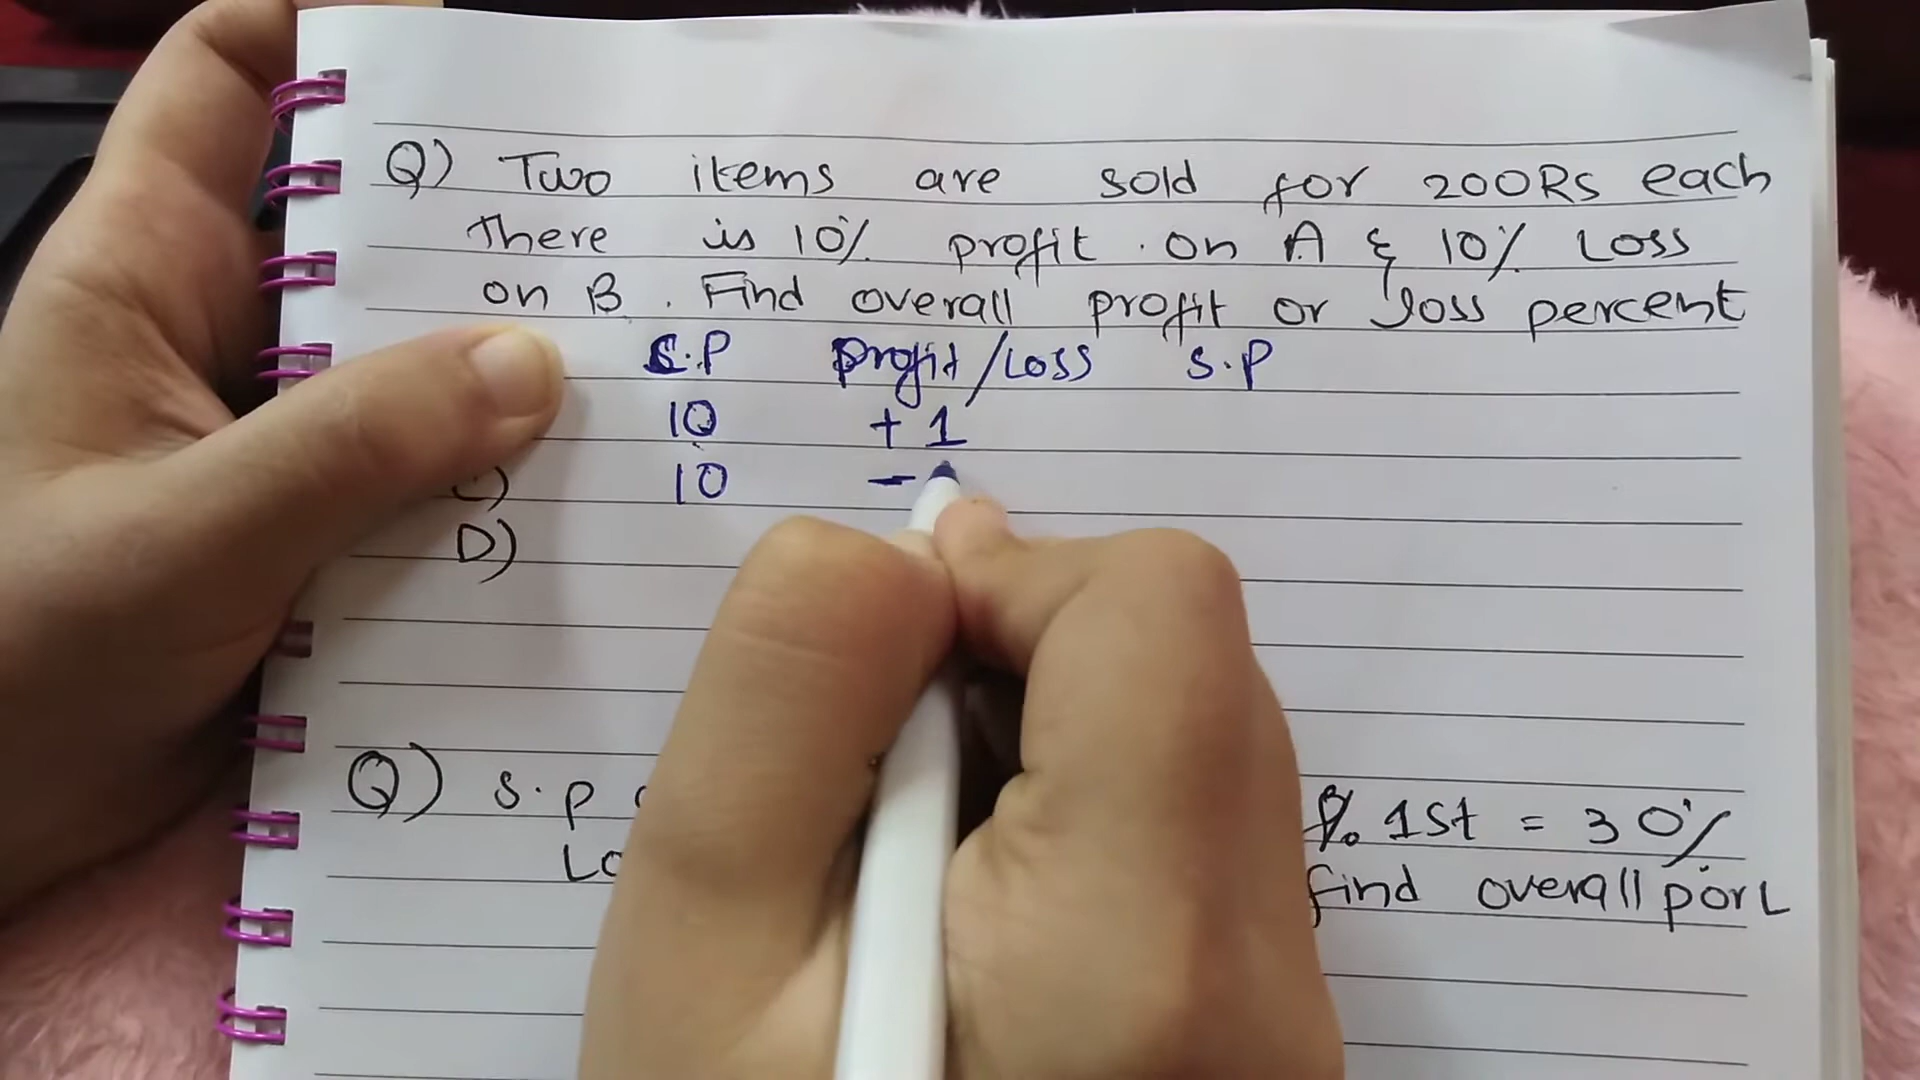 Q) Two items are sold for 200Rs each
There is 10% profit on A & 10% Loss
on B. Find overall profit or loss percent
S.P Profit/Loss S.P
10 +1
C) 10 -
D)
Q) S.P % 1st = 30%
find overall p or L